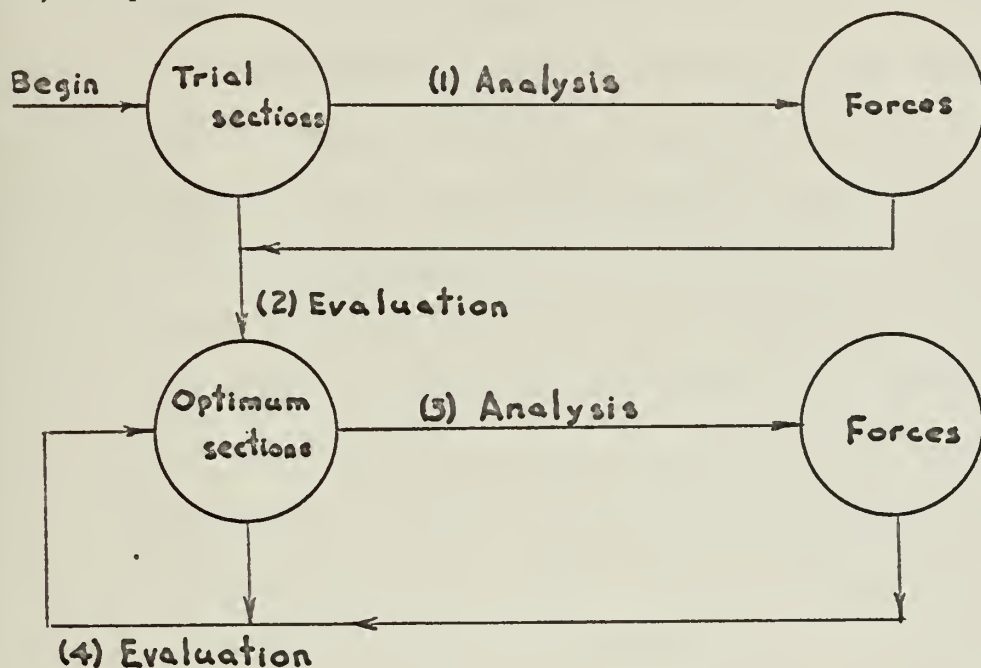 Begin
Trial
sections
(1) Analysis
Forces
(2) Evaluation
Optimum
sections
(3) Analysis
Forces
(4) Evaluation